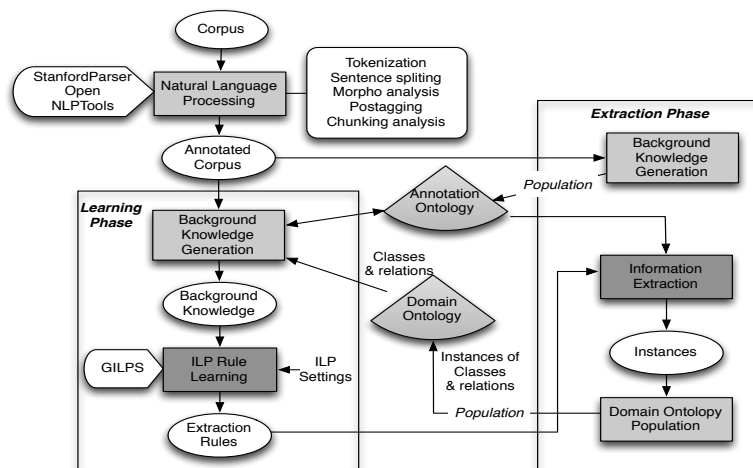 Corpus
StanfordParser
Open
NLPTools
Natural Language
Processing
Tokenization
Sentence spliting
Morpho analysis
Postagging
Chunking analysis
Extraction Phase
Annotated
Corpus
Background
Knowledge
Generation
Population
Annotation
Ontology
Learning
Phase
Background
Knowledge
Generation
Classes
& relations
Information
Extraction
Background
Knowledge
Domain
Ontology
Instances
GILPS
ILP Rule
Learning
ILP
Settings
Instances of
Classes
& relations
Population
Domain Ontolopy
Population
Extraction
Rules